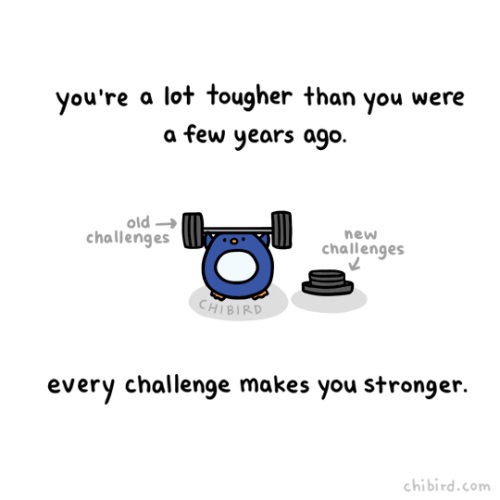 you're a lot tougher than you were
a few years ago.
old
challenges
new
challenges
CHIBIRD
every challenge makes you stronger.
chibird.com